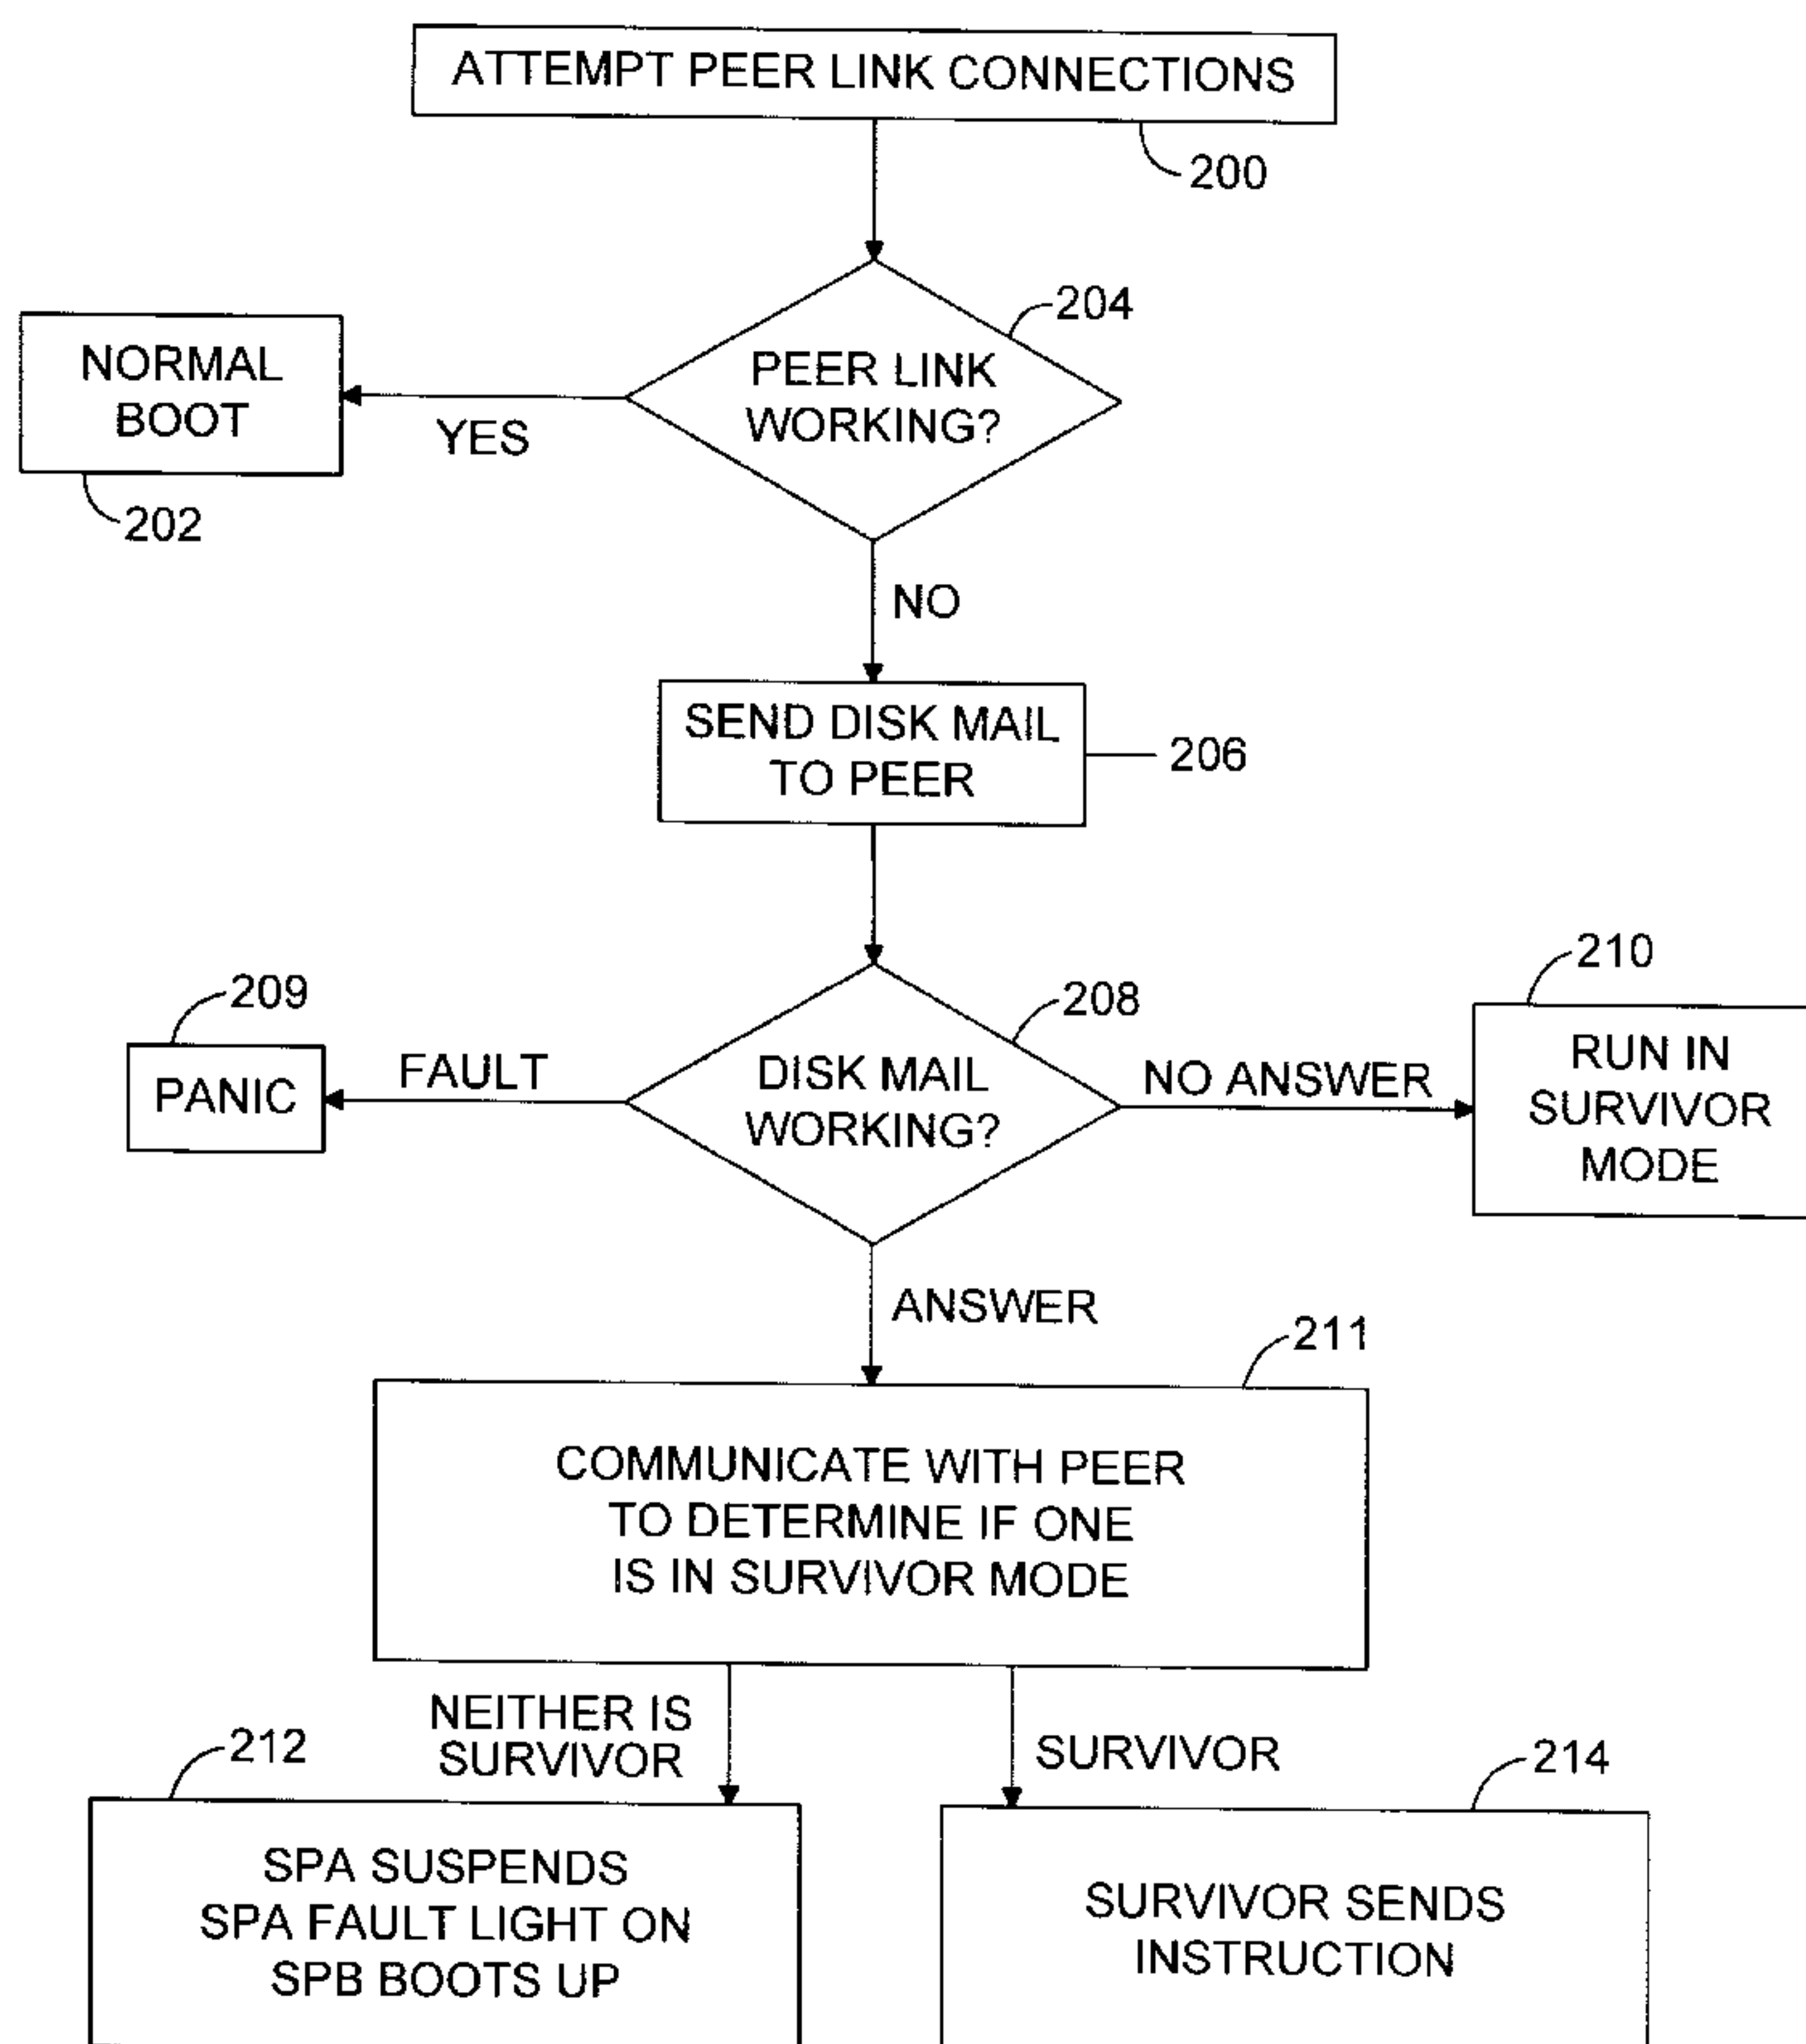 ATTEMPT PEER LINK CONNECTIONS
200
204
PEER LINK
WORKING?
NORMAL
BOOT
YES
202
NO
SEND DISK MAIL
TO PEER
206
210
209
208
DISK MAIL
WORKING?
FAULT
PANIC
NO ANSWER
RUN IN
SURVIVOR
MODE
ANSWER
211
COMMUNICATE WITH PEER
TO DETERMINE IF ONE
IS IN SURVIVOR MODE
NEITHER IS
SURVIVOR
SURVIVOR
212
214
SPA SUSPENDS
SPA FAULT LIGHT ON
SPB BOOTS UP
SURVIVOR SENDS
INSTRUCTION